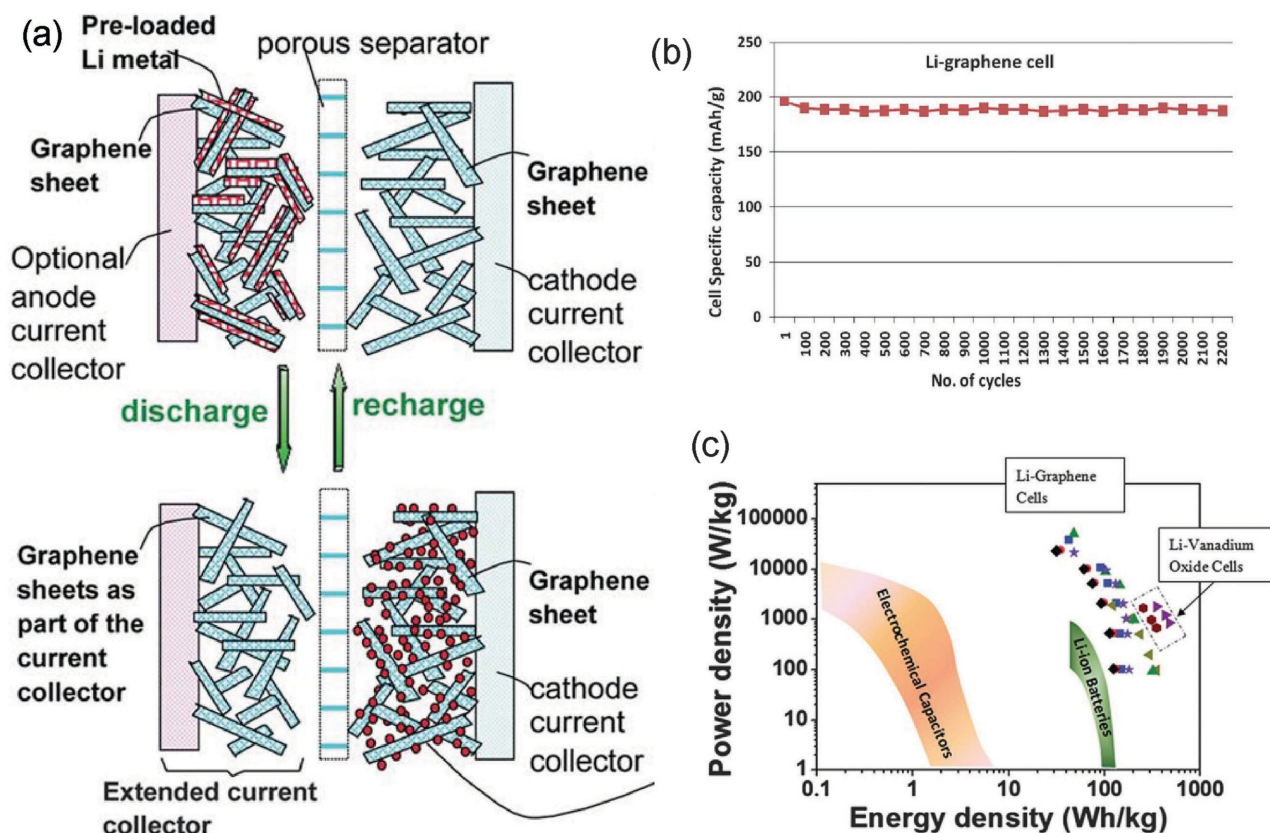 (a)
Pre-loaded
Li metal
porous separator
Graphene
sheet
Graphene
sheet
Optional
anode
current
collector
cathode
current
collector
discharge
recharge
Graphene
sheets as
part of the
current
collector
Graphene
sheet
cathode
current
collector
Extended current
collector
(b)
Li-graphene cell
Cell Specific capacity (mAh/g)
250
200
150
100
50
0
1 100 200 300 400 500 600 700 800 900 1000 1100 1200 1300 1400 1500 1600 1700 1800 1900 2000 2100 2200
No. of cycles
(c)
Li-Graphene
Cells
Li-Vanadium
Oxide Cells
Power density (W/kg)
100000
10000
1000
100
10
1
Electrochemical Capacitors
Li-ion Batteries
0.1 1 10 100 1000
Energy density (Wh/kg)